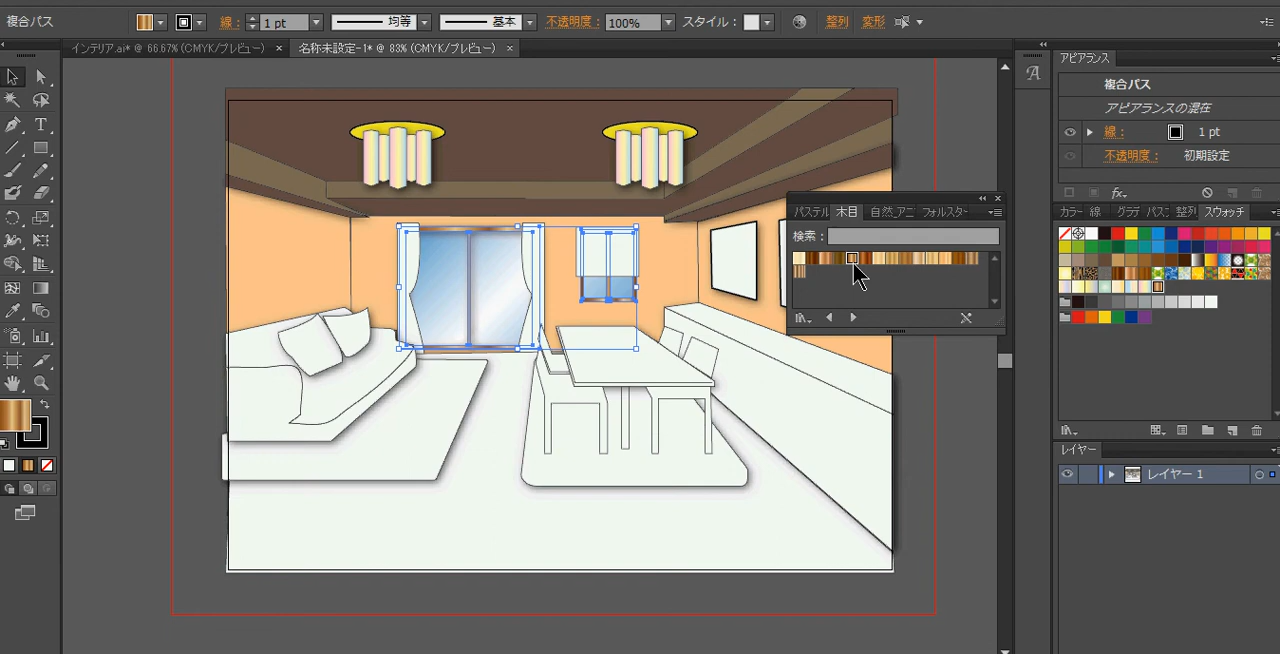 複合パス 線： 1 pt 均等 基本 不透明度： 100% スタイル： 整列 変形
インテリア.ai* @ 66.67% (CMYK/プレビュー) × 名称未設定-1* @ 83% (CMYK/プレビュー) ×
アピアランス
複合パス
アピアランスの混在
線： 1 pt
不透明度： 初期設定
fx
カラー 線 グラデ パス 整列 スウォッチ
パステル 木目 自然_アニ フォルスター
検索：
レイヤー
レイヤー 1